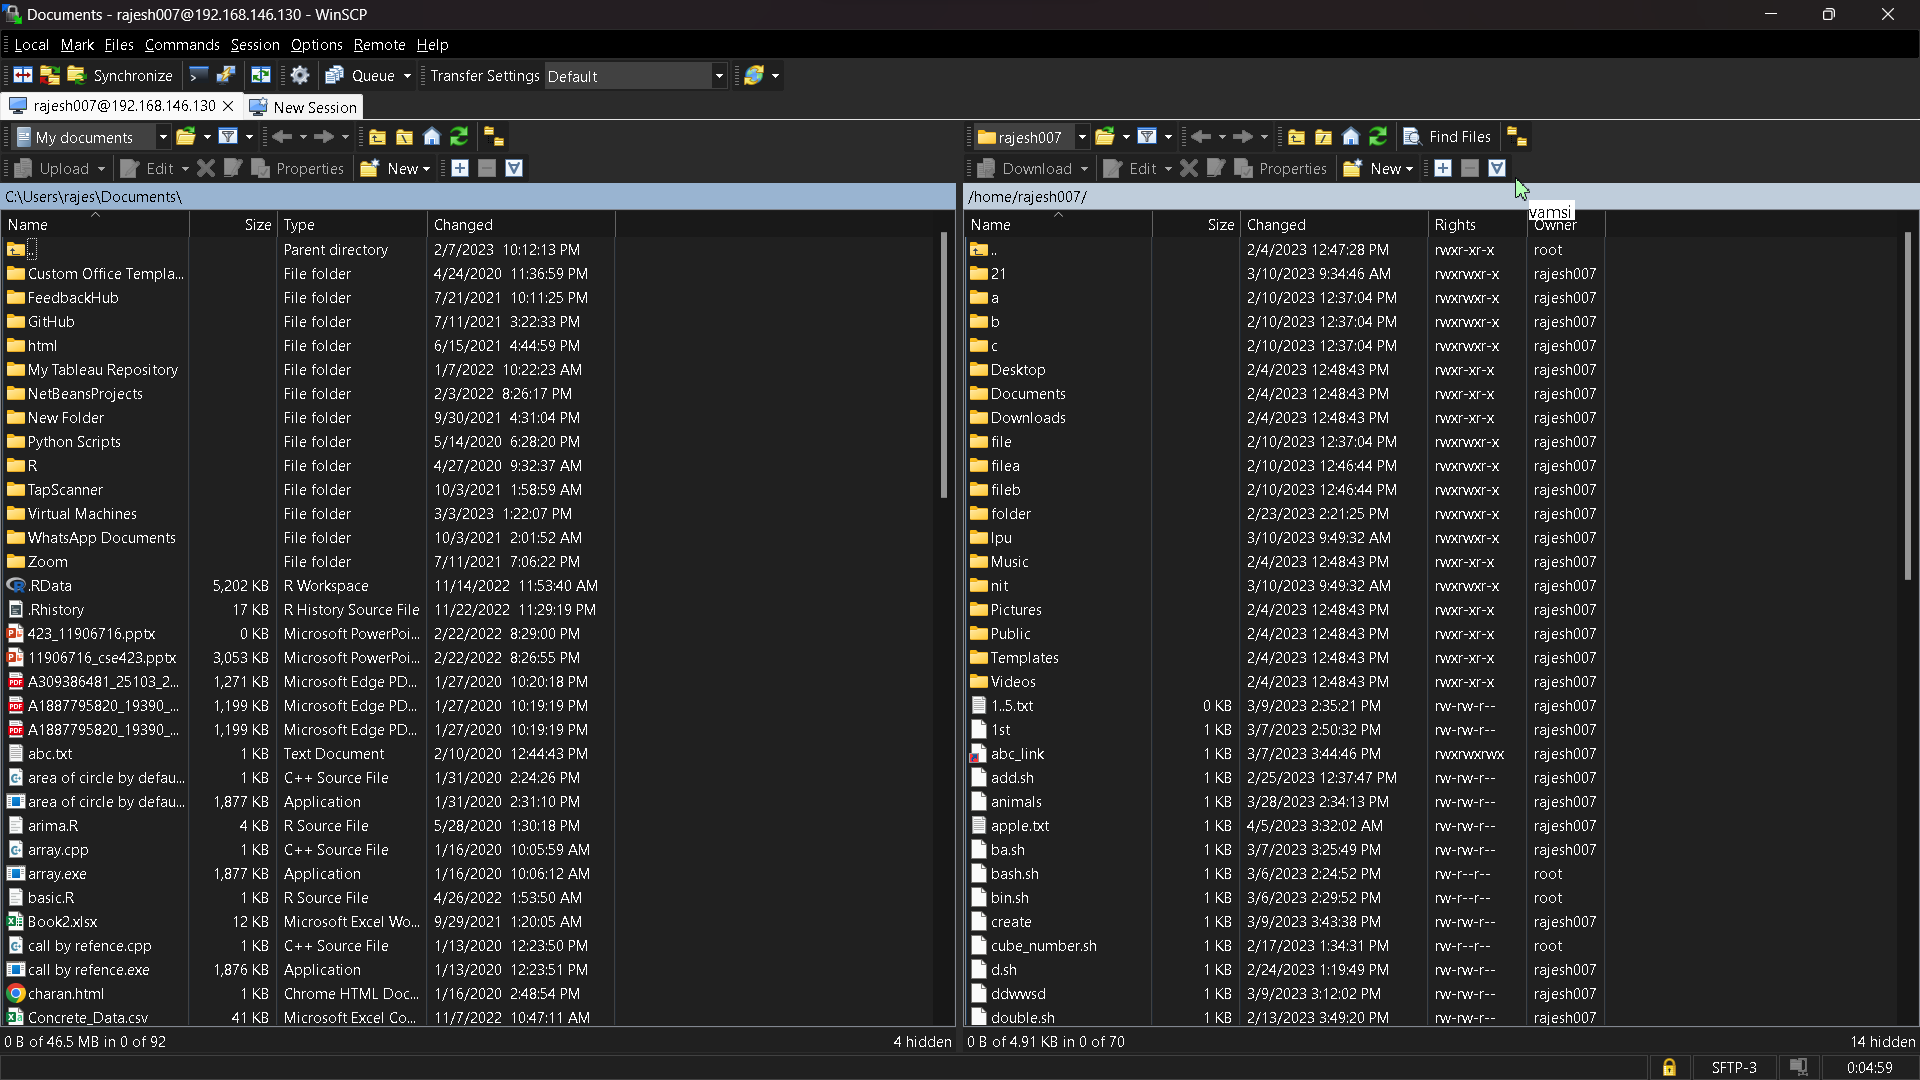 Documents - rajesh007@192.168.146.130 - WinSCP
Local Mark Files Commands Session Options Remote Help
Synchronize Queue Transfer Settings Default
rajesh007@192.168.146.130 New Session
My documents
Upload Edit Properties New
C:\Users\rajes\Documents\
Name Size Type Changed
.. Parent directory 2/7/2023 10:12:13 PM
Custom Office Templa... File folder 4/24/2020 11:36:59 PM
FeedbackHub File folder 7/21/2021 10:11:25 PM
GitHub File folder 7/11/2021 3:22:33 PM
html File folder 6/15/2021 4:44:59 PM
My Tableau Repository File folder 1/7/2022 10:22:23 AM
NetBeansProjects File folder 2/3/2022 8:26:17 PM
New Folder File folder 9/30/2021 4:31:04 PM
Python Scripts File folder 5/14/2020 6:28:20 PM
R File folder 4/27/2020 9:32:37 AM
TapScanner File folder 10/3/2021 1:58:59 AM
Virtual Machines File folder 3/3/2023 1:22:07 PM
WhatsApp Documents File folder 10/3/2021 2:01:52 AM
Zoom File folder 7/11/2021 7:06:22 PM
.RData 5,202 KB R Workspace 11/14/2022 11:53:40 AM
.Rhistory 17 KB R History Source File 11/22/2022 11:29:19 PM
423_11906716.pptx 0 KB Microsoft PowerPoi... 2/22/2022 8:29:00 PM
11906716_cse423.pptx 3,053 KB Microsoft PowerPoi... 2/22/2022 8:26:55 PM
A309386481_25103_2... 1,271 KB Microsoft Edge PD... 1/27/2020 10:20:18 PM
A1887795820_19390_... 1,199 KB Microsoft Edge PD... 1/27/2020 10:19:19 PM
A1887795820_19390_... 1,199 KB Microsoft Edge PD... 1/27/2020 10:19:19 PM
abc.txt 1 KB Text Document 2/10/2020 12:44:43 PM
area of circle by defau... 1 KB C++ Source File 1/31/2020 2:24:26 PM
area of circle by defau... 1,877 KB Application 1/31/2020 2:31:10 PM
arima.R 4 KB R Source File 5/28/2020 1:30:18 PM
array.cpp 1 KB C++ Source File 1/16/2020 10:05:59 AM
array.exe 1,877 KB Application 1/16/2020 10:06:12 AM
basic.R 1 KB R Source File 4/26/2022 1:53:50 AM
Book2.xlsx 12 KB Microsoft Excel Wo... 9/29/2021 1:20:05 AM
call by refence.cpp 1 KB C++ Source File 1/13/2020 12:23:50 PM
call by refence.exe 1,876 KB Application 1/13/2020 12:23:51 PM
charan.html 1 KB Chrome HTML Doc... 1/16/2020 2:48:54 PM
Concrete_Data.csv 41 KB Microsoft Excel Co... 11/7/2022 10:47:11 AM
0 B of 46.5 MB in 0 of 92 4 hidden
rajesh007 Find Files
Download Edit Properties New
/home/rajesh007/
vamsi
Name Size Changed Rights Owner
.. 2/4/2023 12:47:28 PM rwxr-xr-x root
21 3/10/2023 9:34:46 AM rwxrwxr-x rajesh007
a 2/10/2023 12:37:04 PM rwxrwxr-x rajesh007
b 2/10/2023 12:37:04 PM rwxrwxr-x rajesh007
c 2/10/2023 12:37:04 PM rwxrwxr-x rajesh007
Desktop 2/4/2023 12:48:43 PM rwxr-xr-x rajesh007
Documents 2/4/2023 12:48:43 PM rwxr-xr-x rajesh007
Downloads 2/4/2023 12:48:43 PM rwxr-xr-x rajesh007
file 2/10/2023 12:37:04 PM rwxrwxr-x rajesh007
filea 2/10/2023 12:46:44 PM rwxrwxr-x rajesh007
fileb 2/10/2023 12:46:44 PM rwxrwxr-x rajesh007
folder 2/23/2023 2:21:25 PM rwxrwxr-x rajesh007
lpu 3/10/2023 9:49:32 AM rwxrwxr-x rajesh007
Music 2/4/2023 12:48:43 PM rwxr-xr-x rajesh007
nit 3/10/2023 9:49:32 AM rwxrwxr-x rajesh007
Pictures 2/4/2023 12:48:43 PM rwxr-xr-x rajesh007
Public 2/4/2023 12:48:43 PM rwxr-xr-x rajesh007
Templates 2/4/2023 12:48:43 PM rwxr-xr-x rajesh007
Videos 2/4/2023 12:48:43 PM rwxr-xr-x rajesh007
1..5.txt 0 KB 3/9/2023 2:35:21 PM rw-rw-r-- rajesh007
1st 1 KB 3/7/2023 2:50:32 PM rw-rw-r-- rajesh007
abc_link 1 KB 3/7/2023 3:44:46 PM rwxrwxrwx rajesh007
add.sh 1 KB 2/25/2023 12:37:47 PM rw-rw-r-- rajesh007
animals 1 KB 3/28/2023 2:34:13 PM rw-rw-r-- rajesh007
apple.txt 1 KB 4/5/2023 3:32:02 AM rw-rw-r-- rajesh007
ba.sh 1 KB 3/7/2023 3:25:49 PM rw-rw-r-- rajesh007
bash.sh 1 KB 3/6/2023 2:24:52 PM rw-r--r-- root
bin.sh 1 KB 3/6/2023 2:29:52 PM rw-r--r-- root
create 1 KB 3/9/2023 3:43:38 PM rw-rw-r-- rajesh007
cube_number.sh 1 KB 2/17/2023 1:34:31 PM rw-r--r-- root
d.sh 1 KB 2/24/2023 1:19:49 PM rw-rw-r-- rajesh007
ddwwsd 1 KB 3/9/2023 3:12:02 PM rw-rw-r-- rajesh007
double.sh 1 KB 2/13/2023 3:49:20 PM rw-rw-r-- rajesh007
0 B of 4.91 KB in 0 of 70 14 hidden
SFTP-3 0:04:59